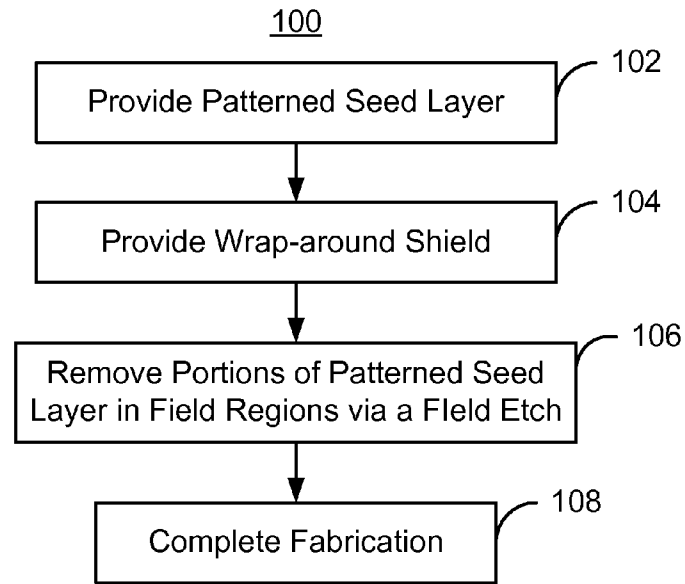 100
102
Provide Patterned Seed Layer
104
Provide Wrap-around Shield
106
Remove Portions of Patterned Seed
Layer in Field Regions via a FIeld Etch
108
Complete Fabrication